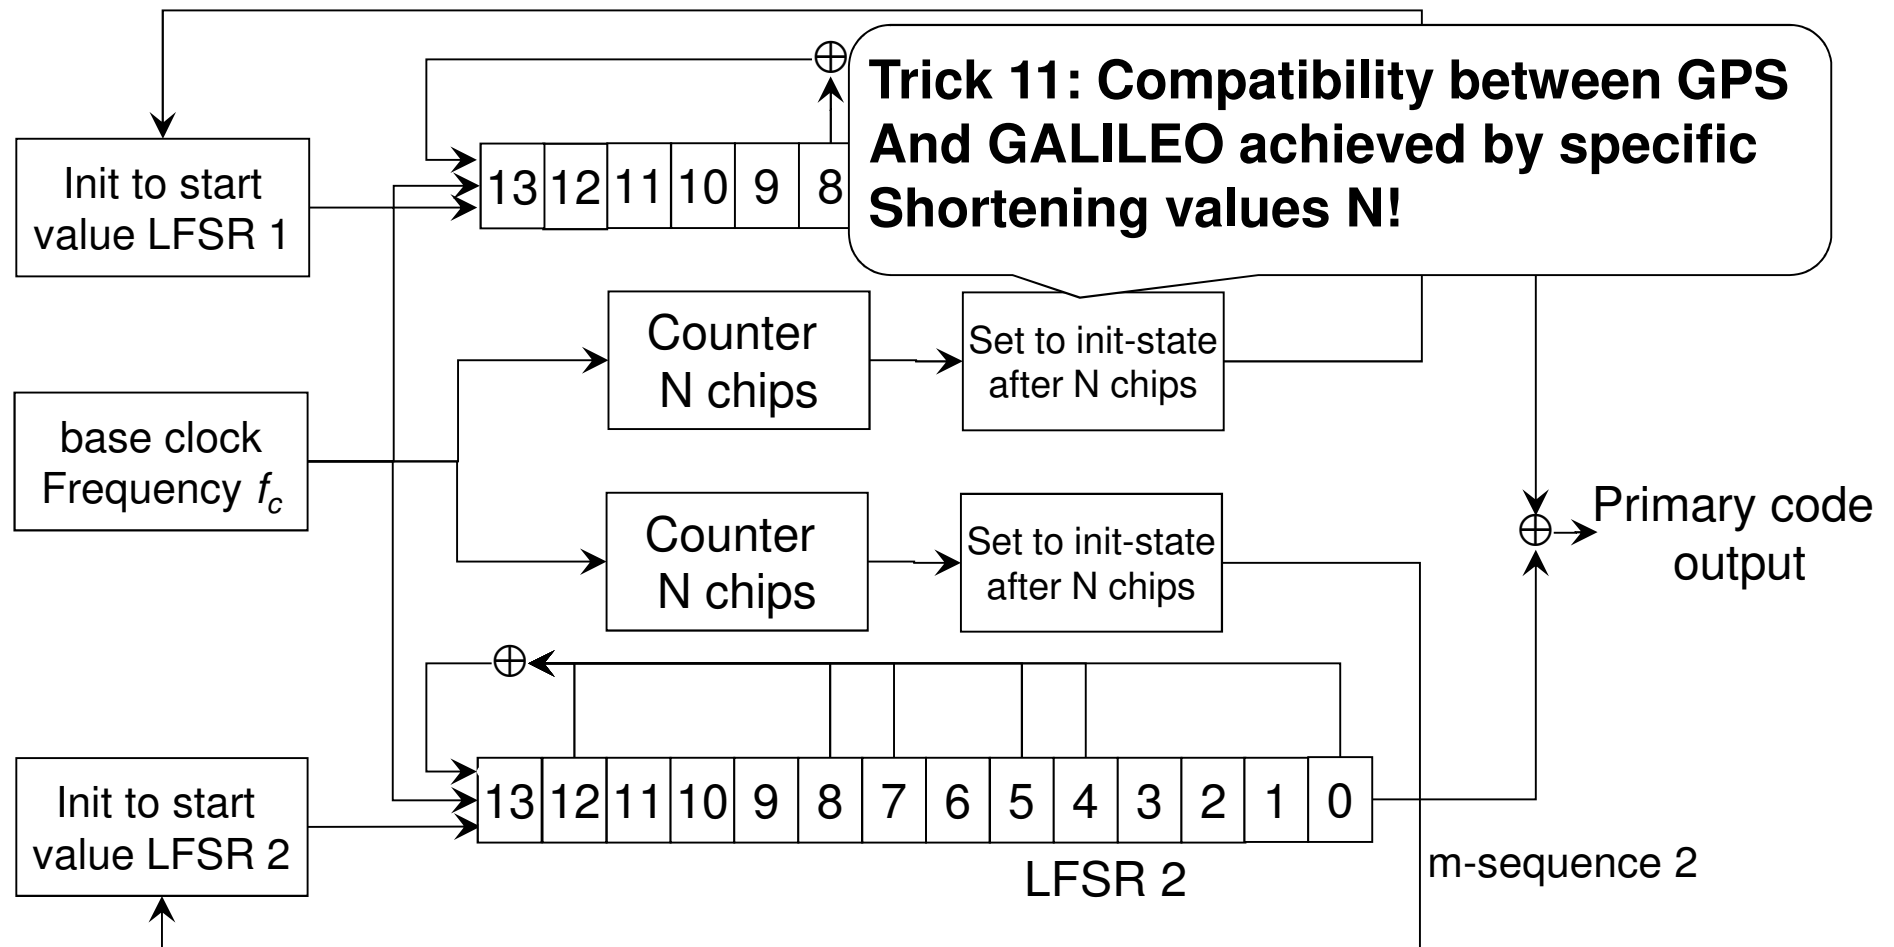 Trick 11: Compatibility between GPS
And GALILEO achieved by specific
Shortening values N!
Init to start
value LFSR 1
13 12 11 10 9 8
Counter
N chips
Set to init-state
after N chips
base clock
Frequency fc
Counter
N chips
Set to init-state
after N chips
Primary code
output
Init to start
value LFSR 2
13 12 11 10 9 8 7 6 5 4 3 2 1 0
LFSR 2
m-sequence 2